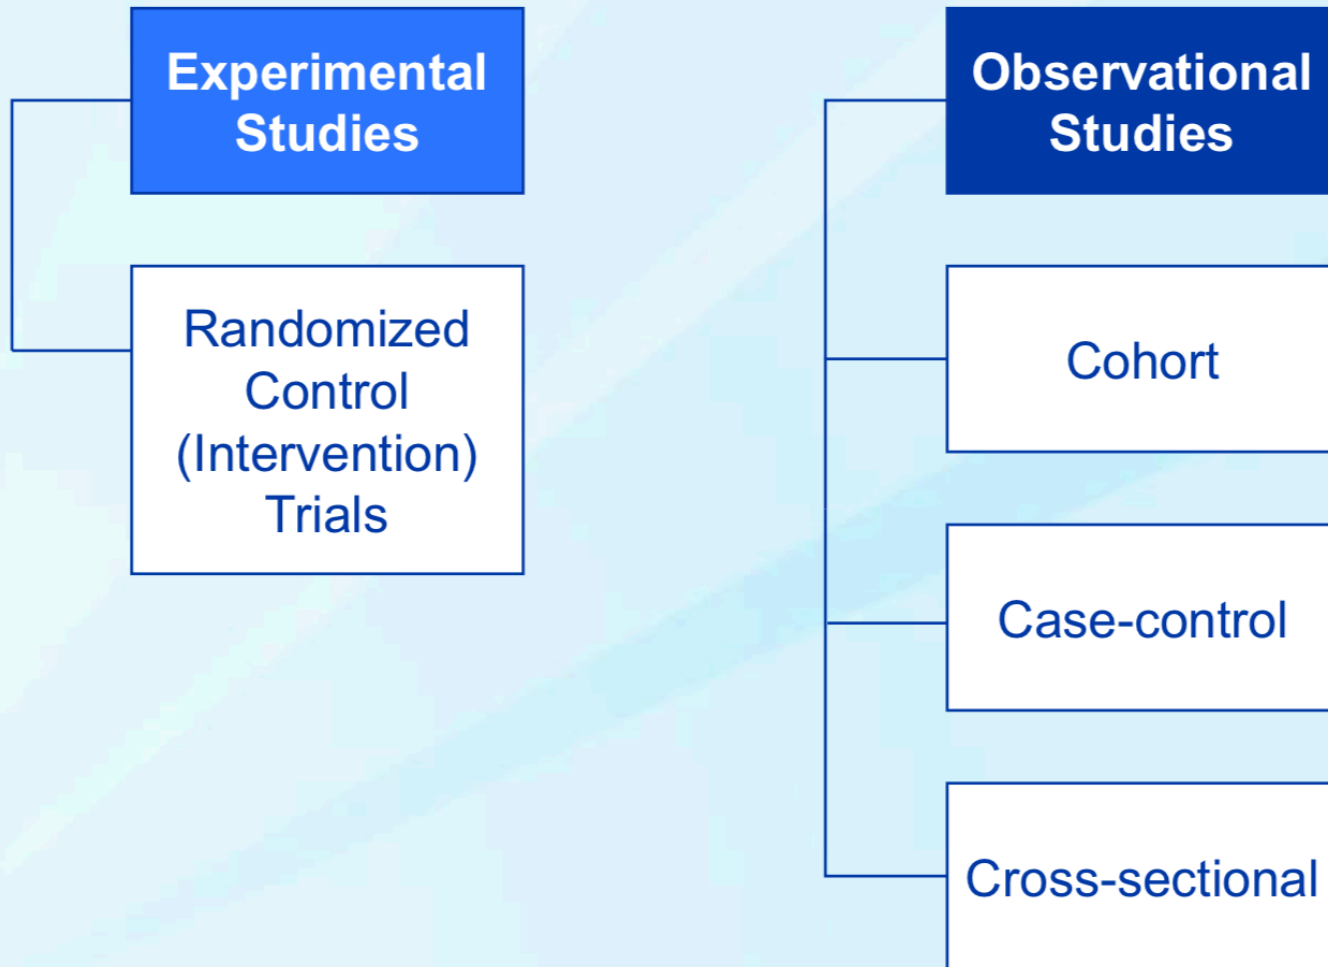 Experimental
Studies
Randomized
Control
(Intervention)
Trials
Observational
Studies
Cohort
Case-control
Cross-sectional